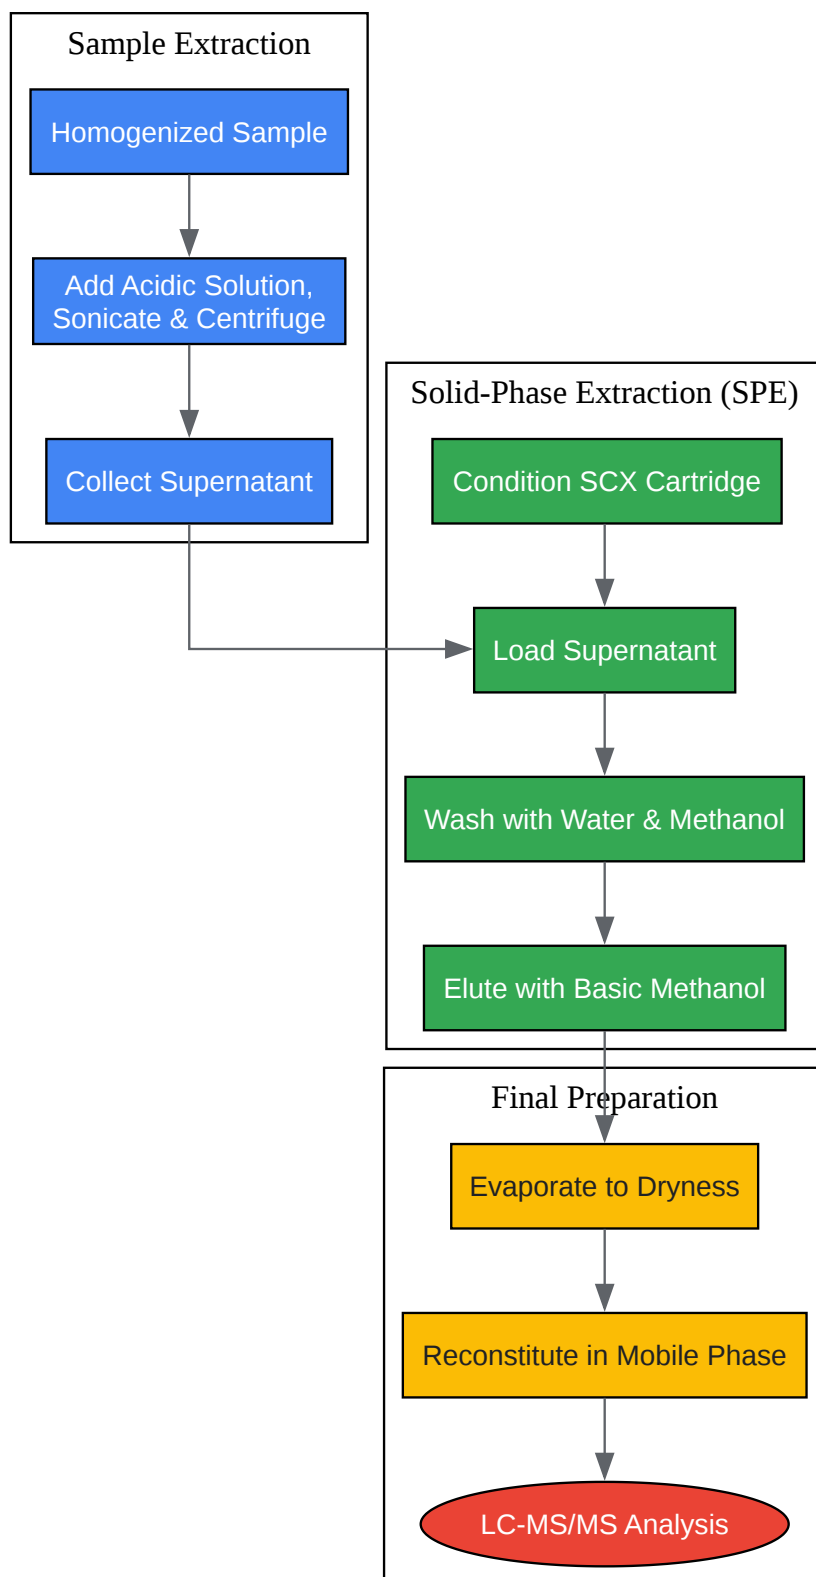 Sample Extraction
Homogenized Sample
Add Acidic Solution,
Sonicate & Centrifuge
Collect Supernatant
Solid-Phase Extraction (SPE)
Condition SCX Cartridge
Load Supernatant
Wash with Water & Methanol
Elute with Basic Methanol
Final Preparation
Evaporate to Dryness
Reconstitute in Mobile Phase
LC-MS/MS Analysis